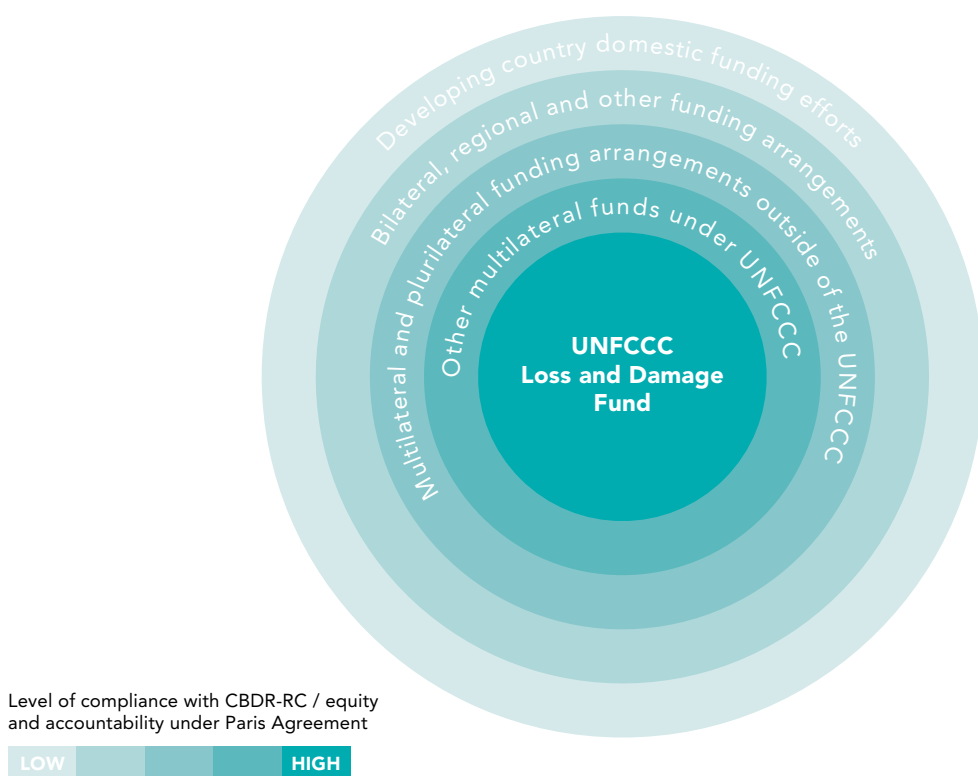 Developing country domestic funding efforts
Bilateral, regional and other funding arrangements
Multilateral and plurilateral funding arrangements outside of the UNFCCC
Other multilateral funds under UNFCCC
UNFCCC
Loss and Damage
Fund
Level of compliance with CBDR-RC / equity
and accountability under Paris Agreement
LOW HIGH